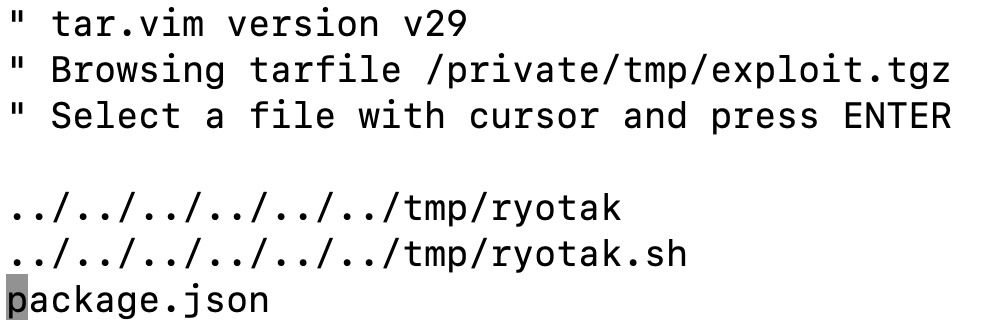 " tar.vim version v29
" Browsing tarfile /private/tmp/exploit.tgz
" Select a file with cursor and press ENTER
../../../../../../tmp/ryotak
../../../../../../tmp/ryotak.sh
package.json